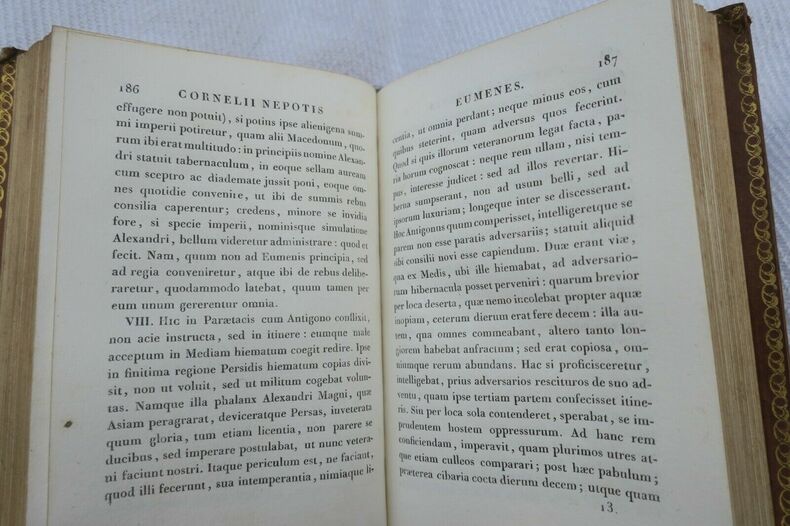 186 CORNELII NEPOTIS
effugere non potuit), si potius ipse alienigena sum-
mi imperii potiretur, quam alii Macedonum, quo-
rum ibi erat multitudo: in principiis nomine Alexan-
dri statuit tabernaculum, in eoque sellam auream
cum sceptro ac diademate jussit poni, eoque om-
nes quotidie convenire, ut ibi de summis rebus
consilia caperentur; credens, minore se invidia
fore, si specie imperii, nominisque simulatione
Alexandri, bellum videretur administrare: quod et
fecit. Nam, quum non ad Eumenis principia, sed
ad regia conveniretur, atque ibi de rebus delibe-
raretur, quodammodo latebat, quum tamen per
eum unum gererentur omnia.
VIII. Hic in Parætacis cum Antigono conflixit,
non acie instructa, sed in itinere: eumque male
acceptum in Mediam hiematum coegit redire. Ipse
in finitima regione Persidis hiematum copias divi-
sit, non ut voluit, sed ut militum cogebat volun-
tas. Namque illa phalanx Alexandri Magni, quæ
Asiam peragrarat, deviceratque Persas, inveterata
quum gloria, tum etiam licentia, non parere se
ducibus, sed imperare postulabat, ut nunc vetera-
ni faciunt nostri. Itaque periculum est, ne faciant,
quod illi fecerunt, sua intemperantia, nimiaque li-
EUMENES. 187
centia, ut omnia perdant; neque minus eos, cum
quibus steterint, quam adversus quos fecerint.
Quod si quis illorum veteranorum legat facta, pa-
ria horum cognoscat: neque rem ullam, nisi tem-
pus, interesse judicet: sed ad illos revertar. Hi-
berna sumpserant, non ad usum belli, sed ad
ipsorum luxuriam; longeque inter se discesserant.
Hoc Antigonus quum comperisset, intelligeretque se
parem non esse paratis adversariis; statuit aliquid
ibi consilii novi esse capiendum. Duæ erant viæ,
qua ex Medis, ubi ille hiemabat, ad adversario-
rum hibernacula posset perveniri: quarum brevior
per loca deserta, quæ nemo incolebat propter aquæ
inopiam, ceterum dierum erat fere decem: illa au-
tem, qua omnes commeabant, altero tanto lon-
giorem habebat anfractum; sed erat copiosa, om-
niumque rerum abundans. Hac si proficisceretur,
intelligebat, prius adversarios rescituros de suo ad-
ventu, quam ipse tertiam partem confecisset itine-
ris. Sin per loca sola contenderet, sperabat, se im-
prudentem hostem oppressurum. Ad hanc rem
conficiendam, imperavit, quam plurimos utres at-
que etiam culleos comparari; post hæc pabulum;
præterea cibaria cocta dierum decem; utque quam
13.